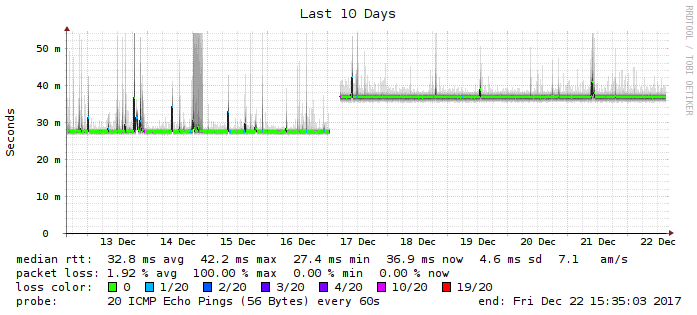 Last 10 Days
RRDTOOL / TOBI OETIKER
Seconds
50 m
40 m
30 m
20 m
10 m
0
13 Dec 14 Dec 15 Dec 16 Dec 17 Dec 18 Dec 19 Dec 20 Dec 21 Dec 22 Dec
median rtt: 32.8 ms avg 42.2 ms max 27.4 ms min 36.9 ms now 4.6 ms sd 7.1 am/s
packet loss: 1.92 % avg 100.00 % max 0.00 % min 0.00 % now
loss color: 0 1/20 2/20 3/20 4/20 10/20 19/20
probe: 20 ICMP Echo Pings (56 Bytes) every 60s end: Fri Dec 22 15:35:03 2017